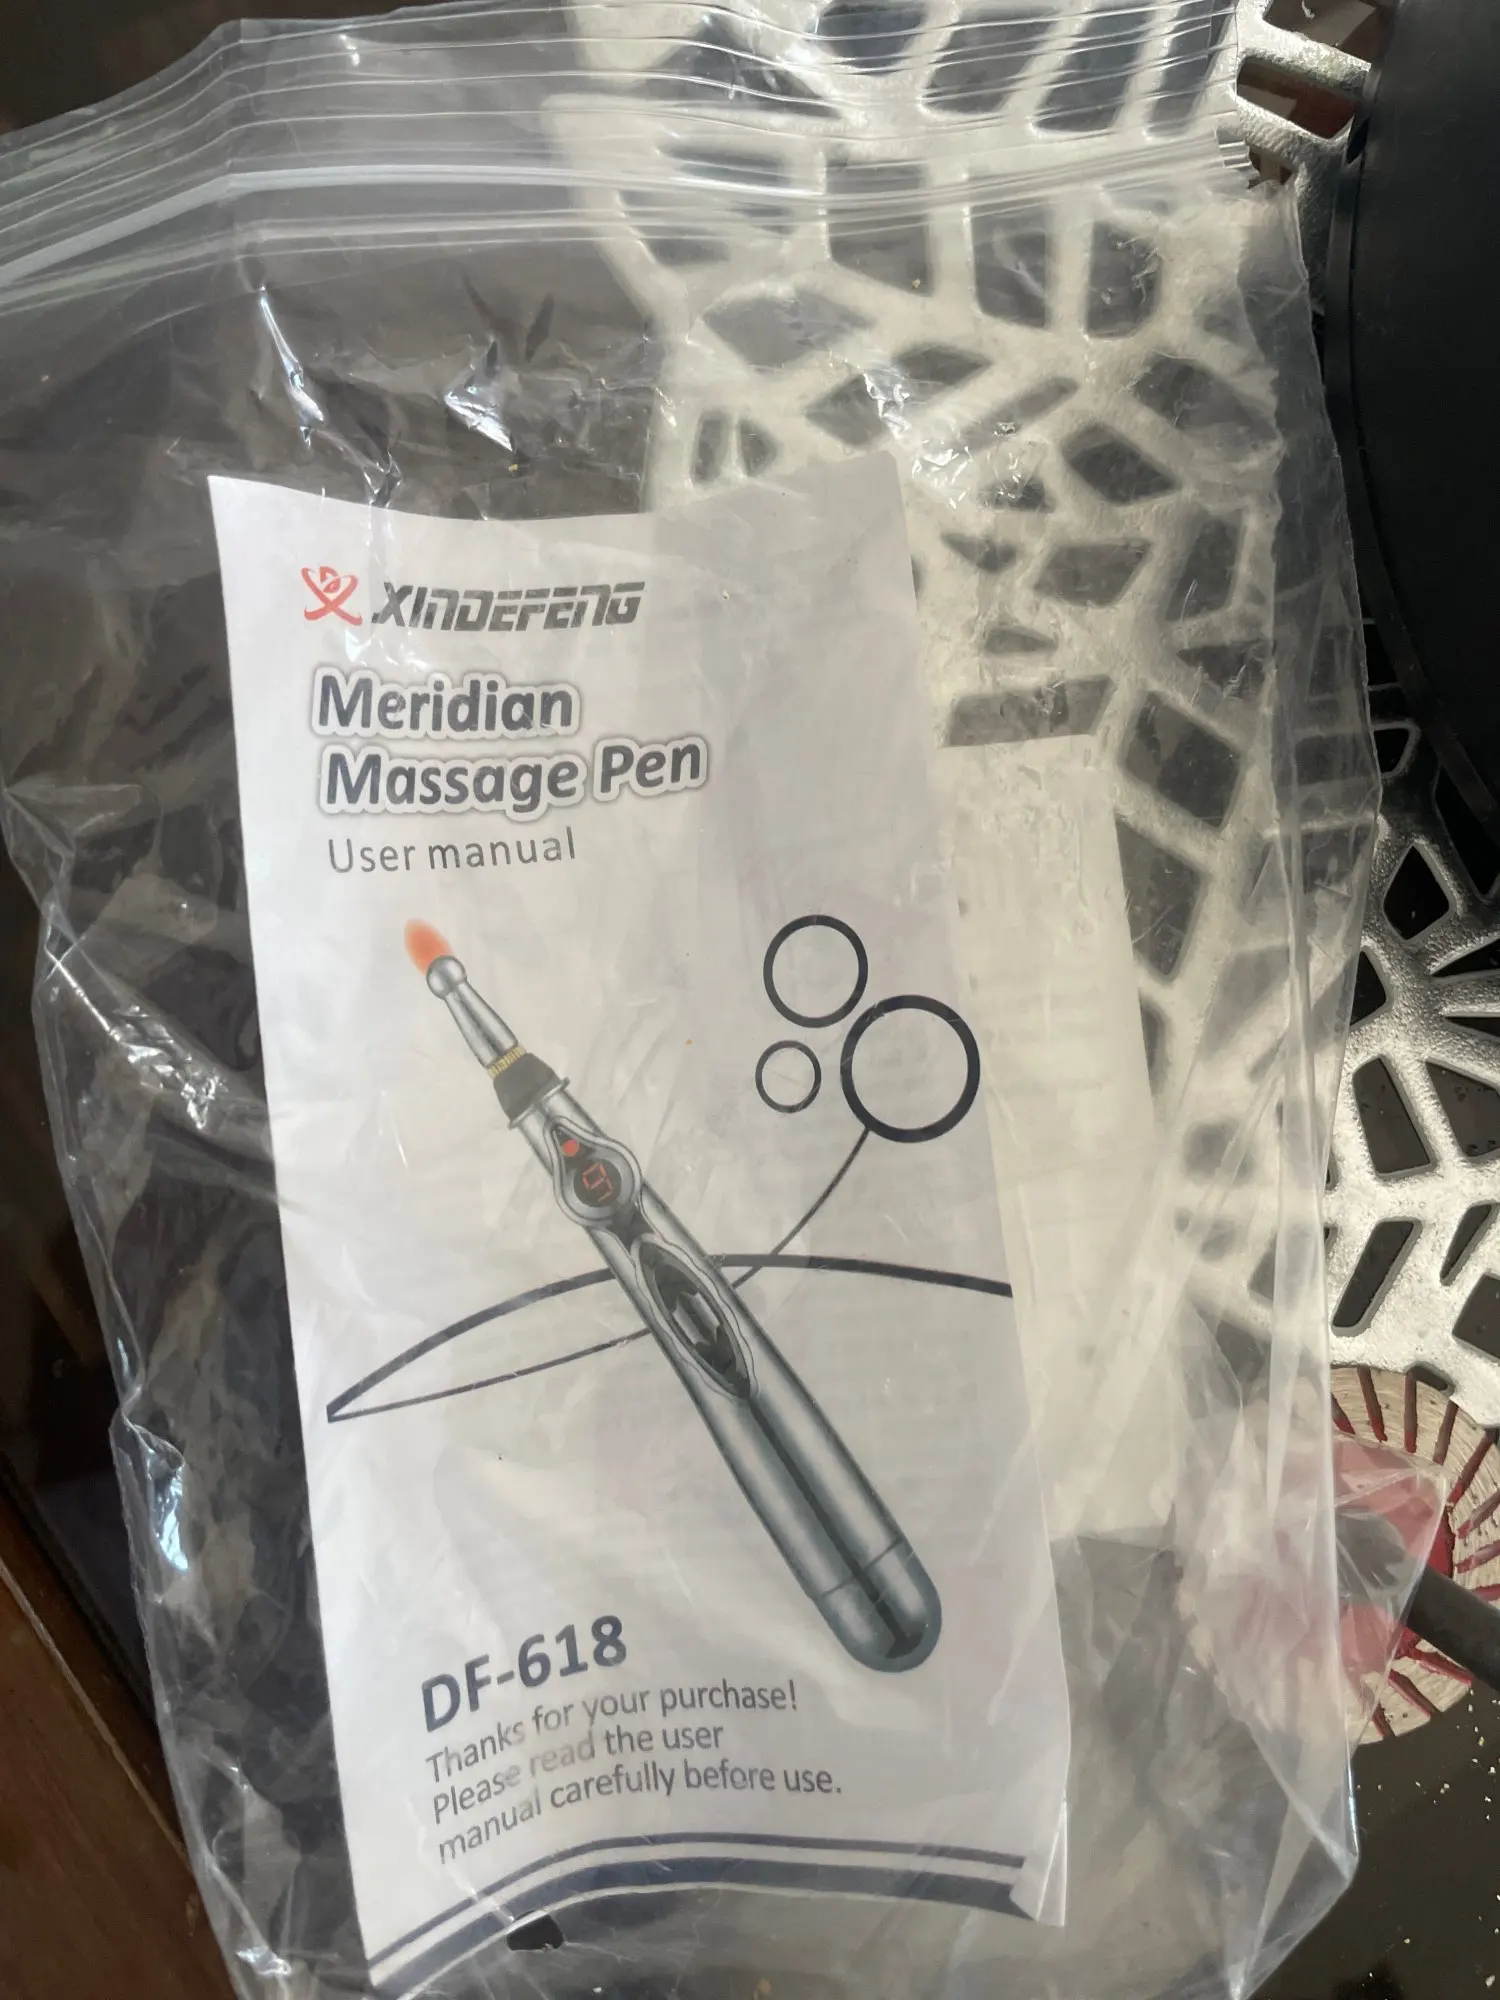 XINDEFENG
Meridian
Massage Pen
User manual
DF-618
Thanks for your purchase!
Please read the user
manual carefully before use.